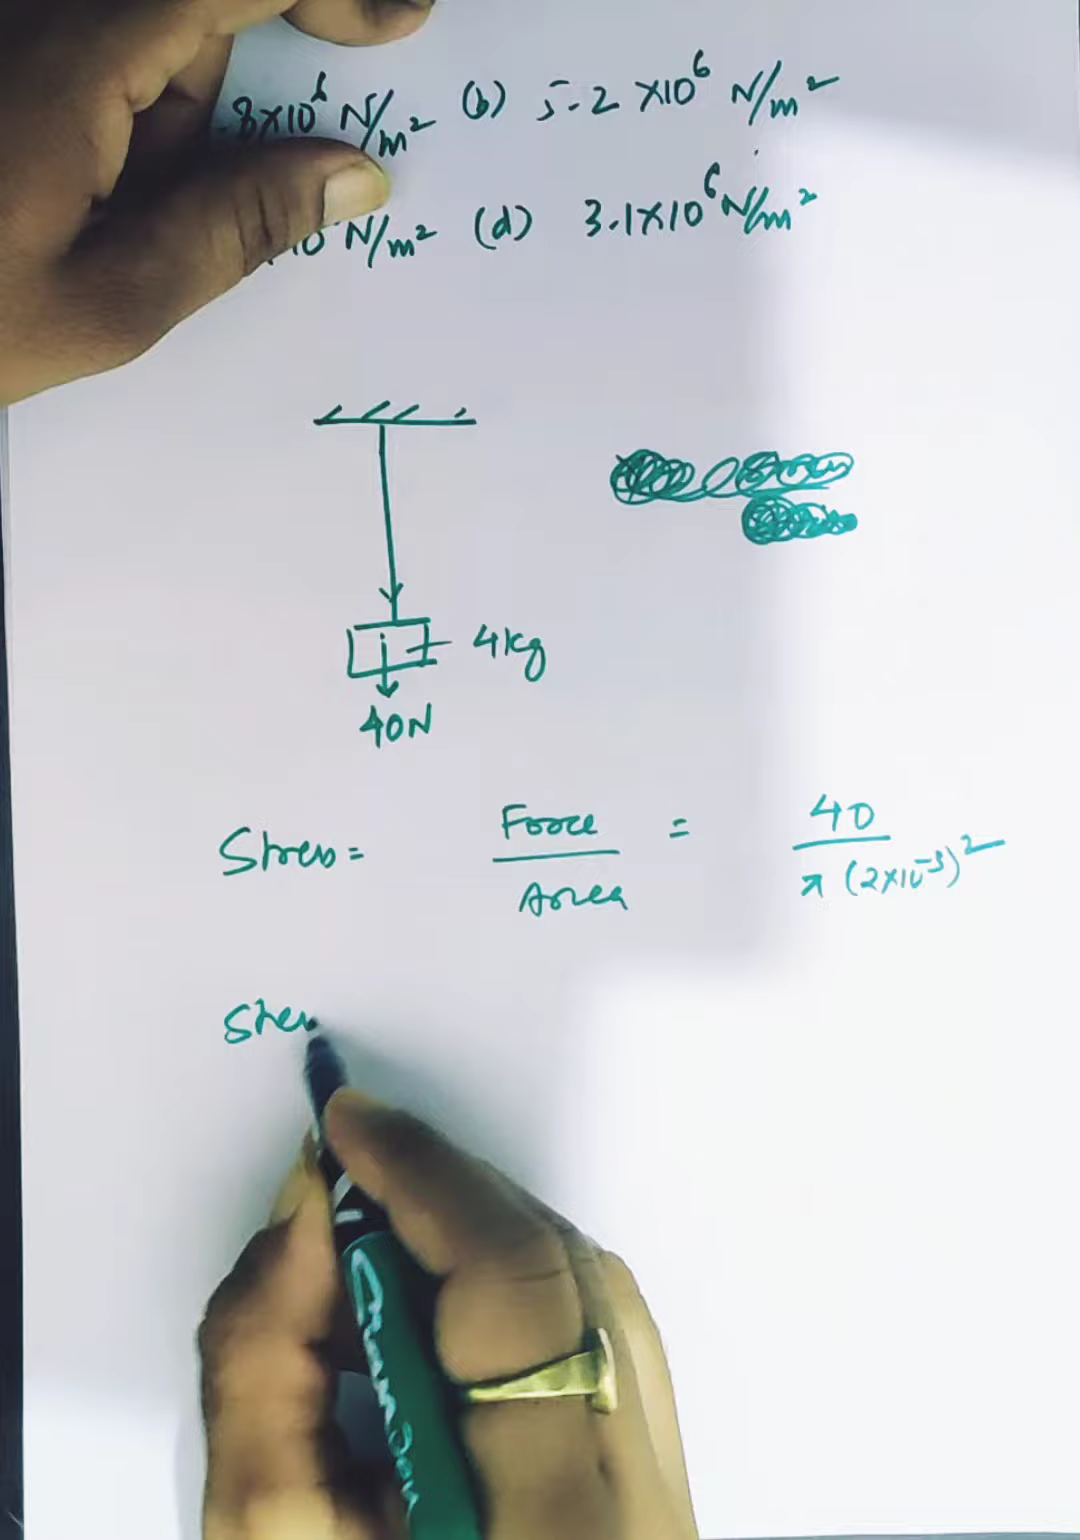 .8×10⁶ N/m² (b) 5.2 ×10⁶ N/m²
N/m² (d) 3.1×10⁶ N/m²
4kg
40N
Stress = Force / Area = 40 / π (2×10⁻³)²
Stres